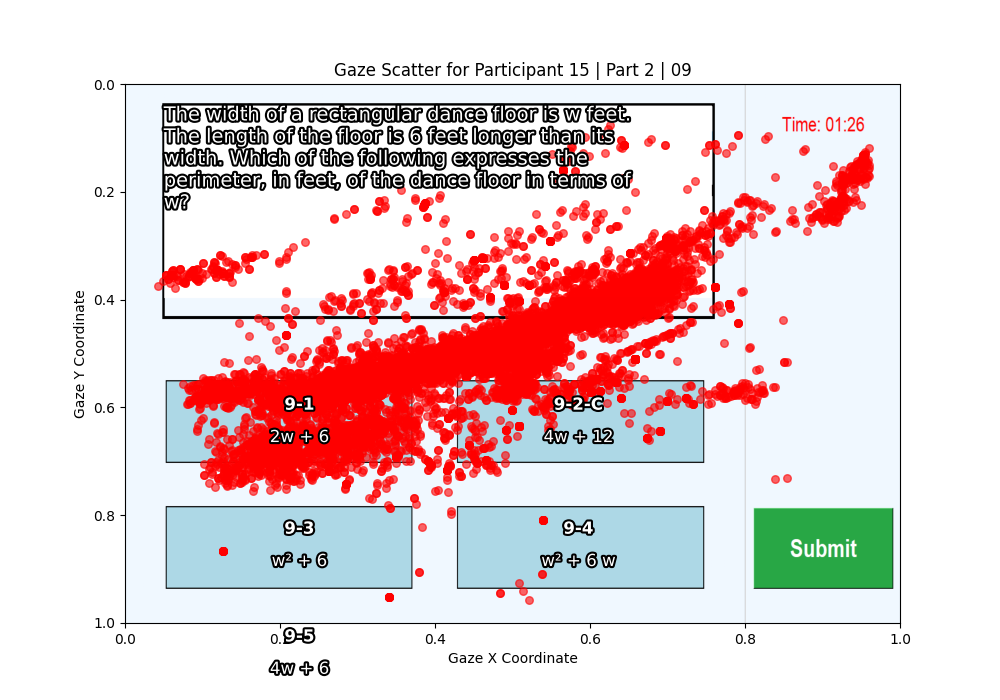 Gaze Scatter for Participant 15 | Part 2 | 09
The width of a rectangular dance floor is w feet.
The length of the floor is 6 feet longer than its
width. Which of the following expresses the
perimeter, in feet, of the dance floor in terms of
w?
Time: 01:26
9-1
2w + 6
9-2-C
4w + 12
9-3
w² + 6
9-4
w² + 6 w
Submit
9-5
4w + 6
0.0
0.2
0.4
0.6
0.8
1.0
Gaze Y Coordinate
0.0
0.2
0.4
0.6
0.8
1.0
Gaze X Coordinate